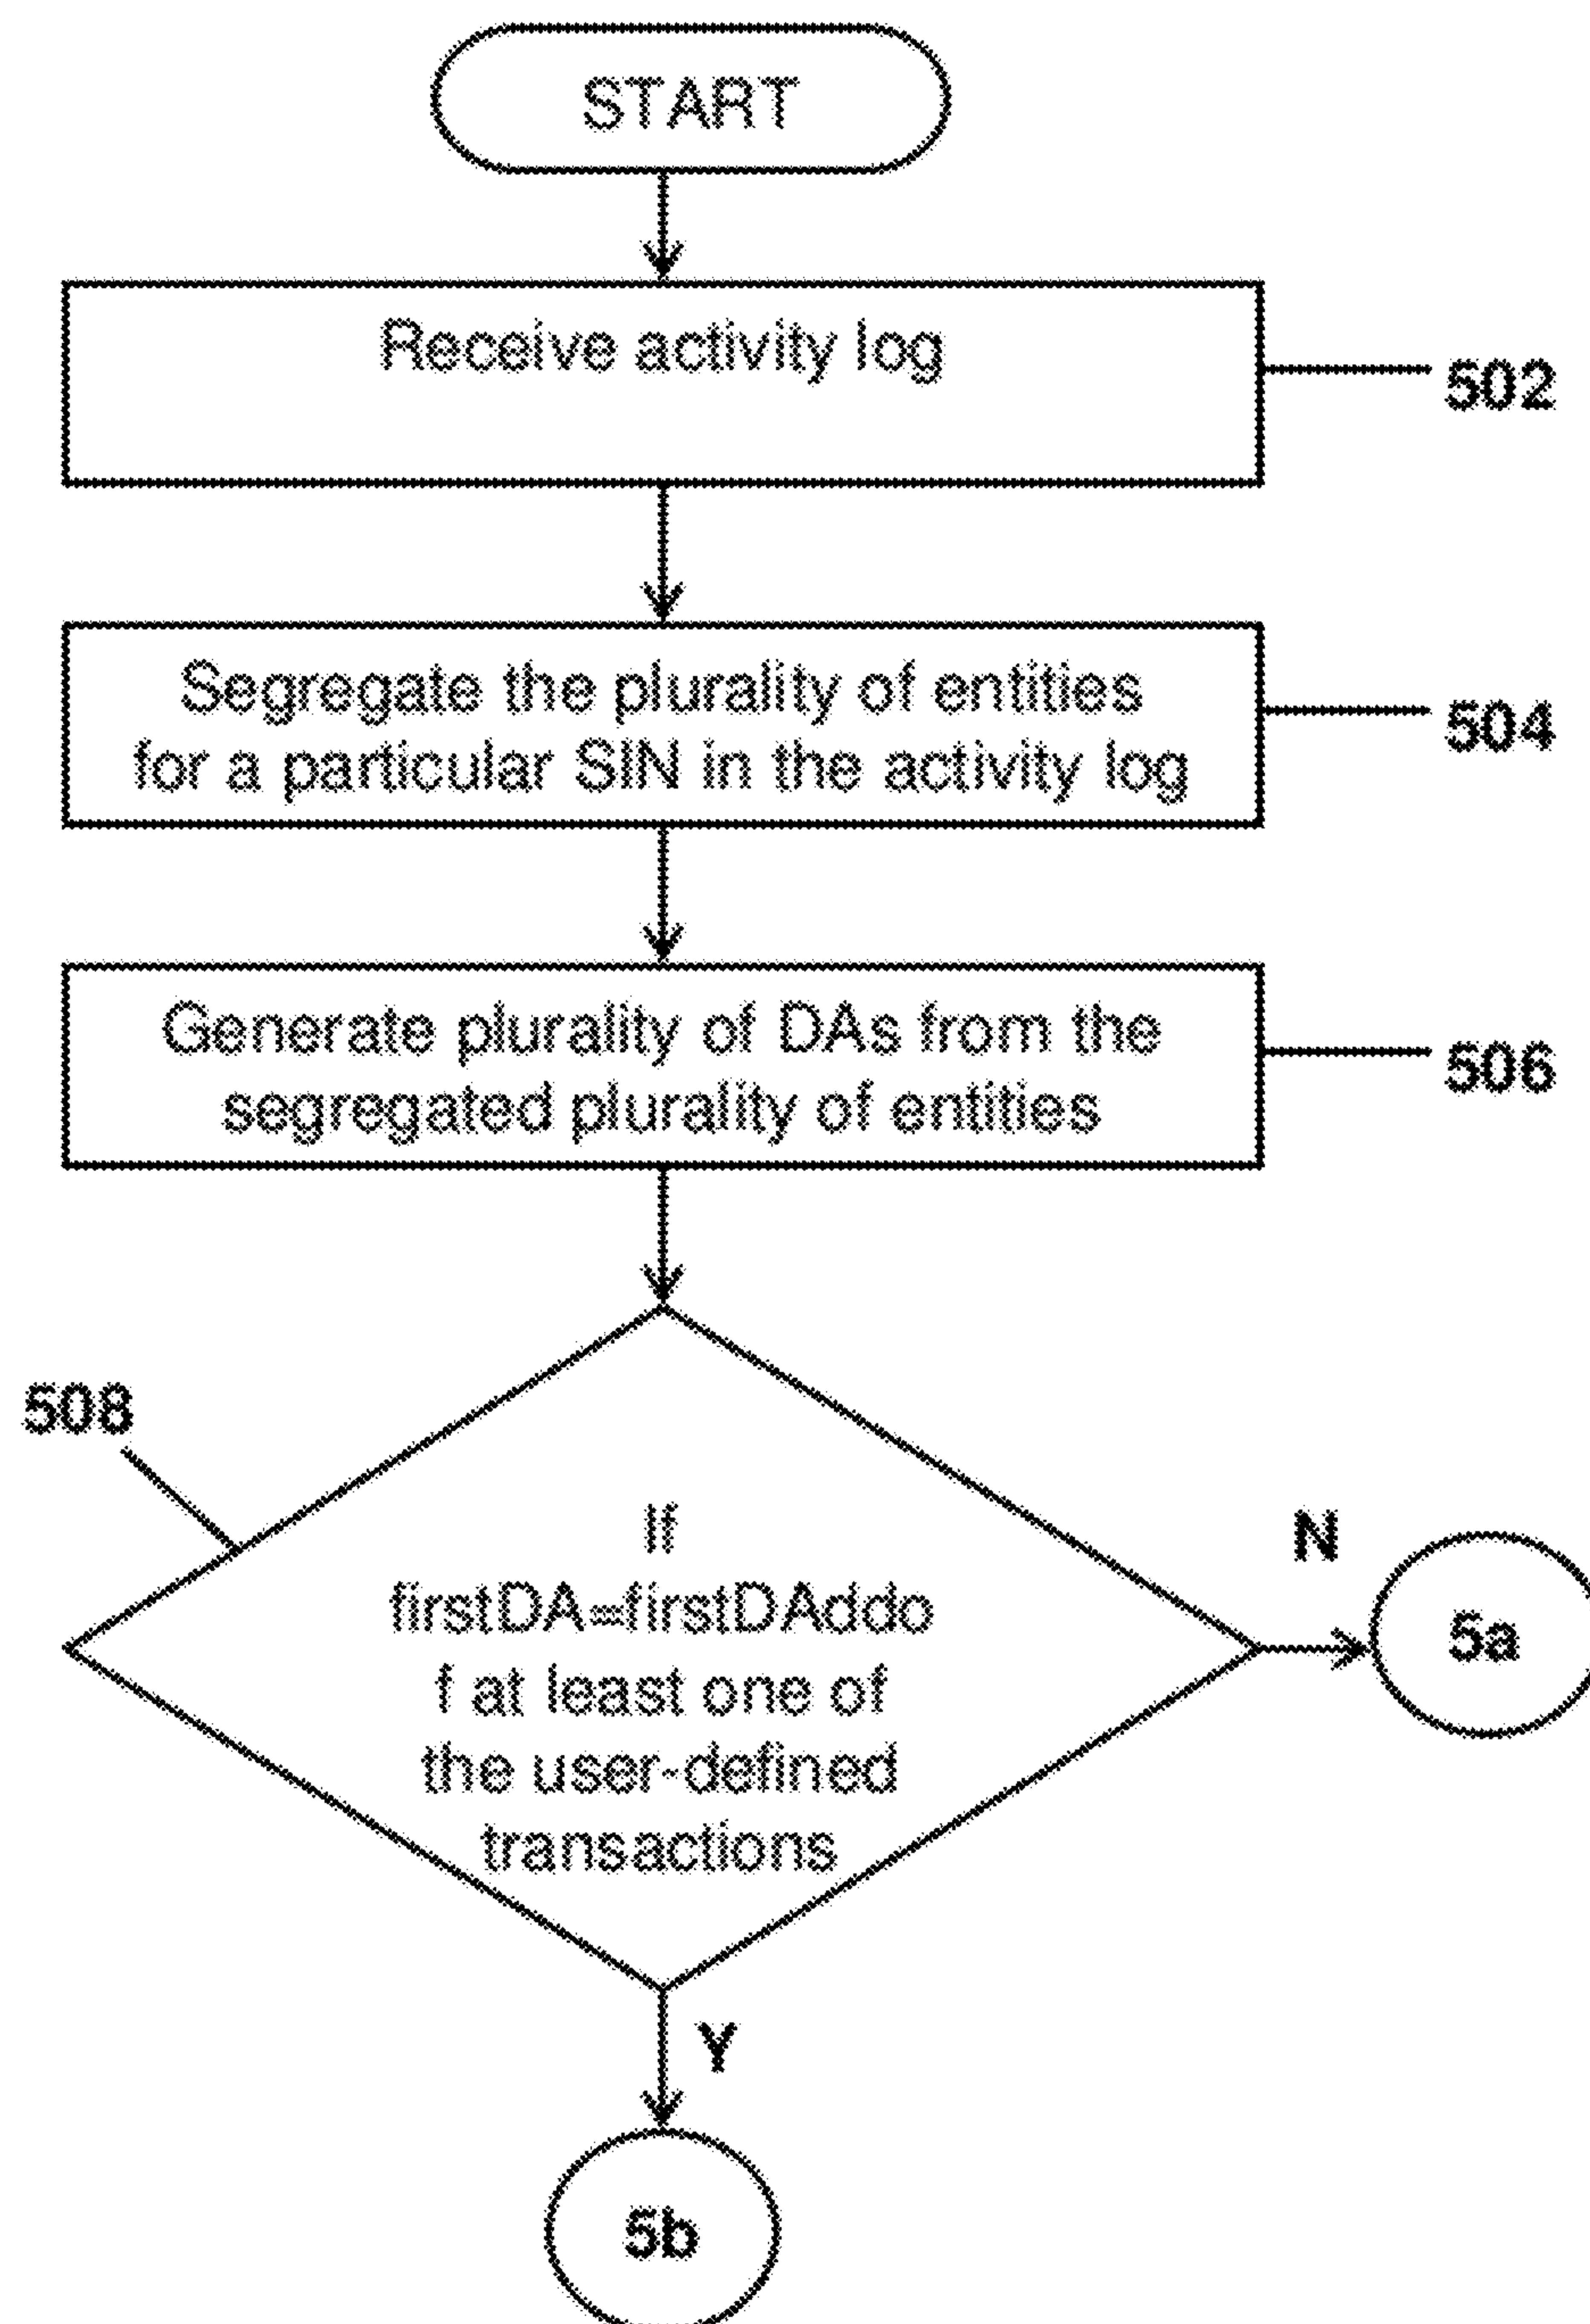 START
Receive activity log
502
Segregate the plurality of entities
for a particular SIN in the activity log
504
Generate plurality of DAs from the
segregated plurality of entities
506
508
If
firstDA=firstDAddo
f at least one of
the user-defined
transactions
N
5a
Y
5b